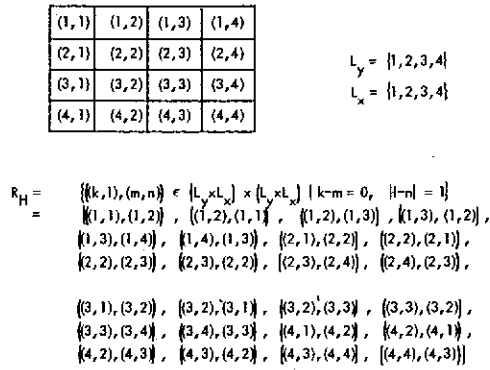 (1,1) (1,2) (1,3) (1,4)
(2,1) (2,2) (2,3) (2,4)
(3,1) (3,2) (3,3) (3,4)
(4,1) (4,2) (4,3) (4,4)
L_y = {1,2,3,4}
L_x = {1,2,3,4}
R_H = {((k,l),(m,n)) ϵ {L_y×L_x} × {L_y×L_x} | k-m = 0, |l-n| = 1}
= {((1,1),(1,2)) , ((1,2),(1,1)) , ((1,2),(1,3)) , ((1,3),(1,2)) ,
((1,3),(1,4)) , ((1,4),(1,3)) , ((2,1),(2,2)) , ((2,2),(2,1)) ,
((2,2),(2,3)) , ((2,3),(2,2)) , ((2,3),(2,4)) , ((2,4),(2,3)) ,
((3,1),(3,2)) , ((3,2),(3,1)) , ((3,2),(3,3)) , ((3,3),(3,2)) ,
((3,3),(3,4)) , ((3,4),(3,3)) , ((4,1),(4,2)) , ((4,2),(4,1)) ,
((4,2),(4,3)) , ((4,3),(4,2)) , ((4,3),(4,4)) , ((4,4),(4,3))}